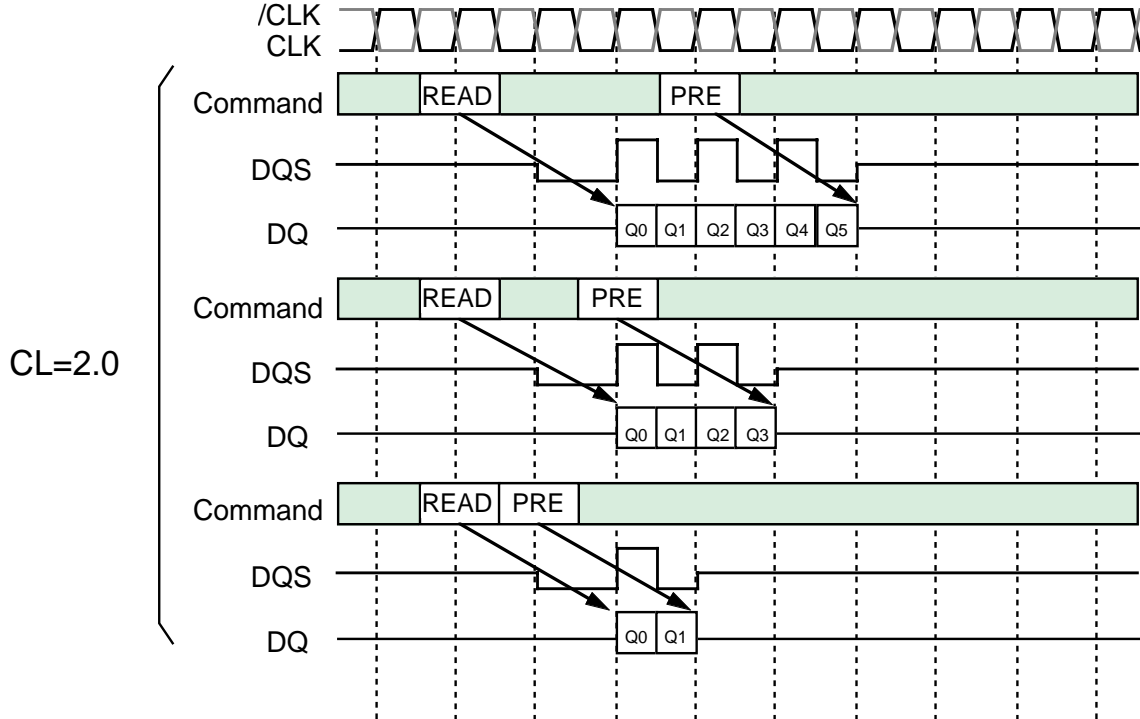 /CLK
CLK
Command READ PRE
DQS
DQ Q0 Q1 Q2 Q3 Q4 Q5
Command READ PRE
CL=2.0
DQS
DQ Q0 Q1 Q2 Q3
Command READ PRE
DQS
DQ Q0 Q1